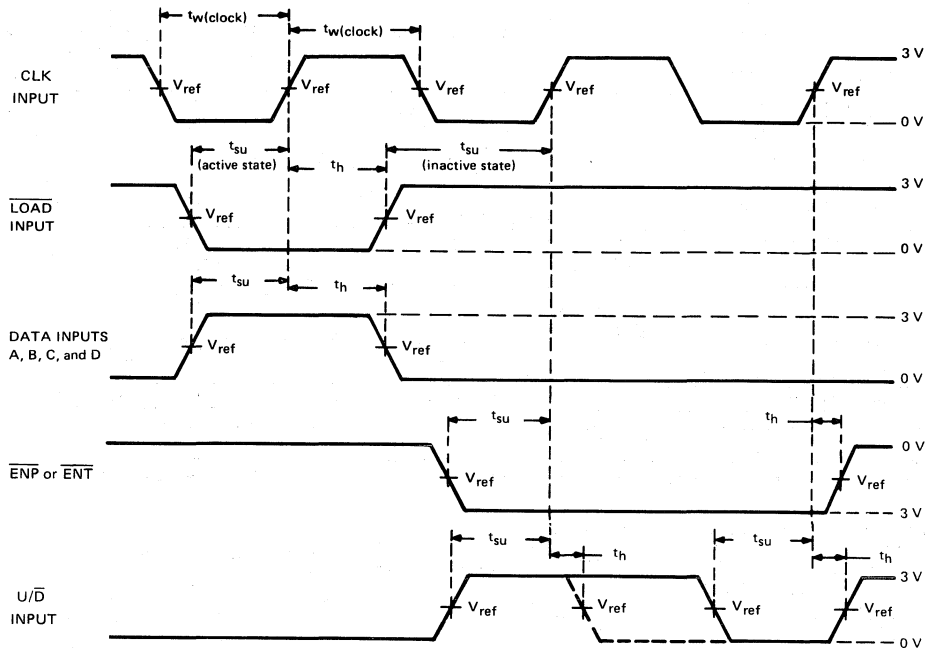 tw(clock)
tw(clock)
3 V
CLK
INPUT
Vref
Vref
Vref
Vref
Vref
0 V
tsu
(active state)
th
tsu
(inactive state)
3 V
LOAD
INPUT
Vref
Vref
0 V
tsu
th
3 V
DATA INPUTS
A, B, C, and D
Vref
Vref
0 V
tsu
th
0 V
ENP or ENT
Vref
Vref
3 V
tsu
th
tsu
th
3 V
U/D
INPUT
Vref
Vref
Vref
Vref
0 V